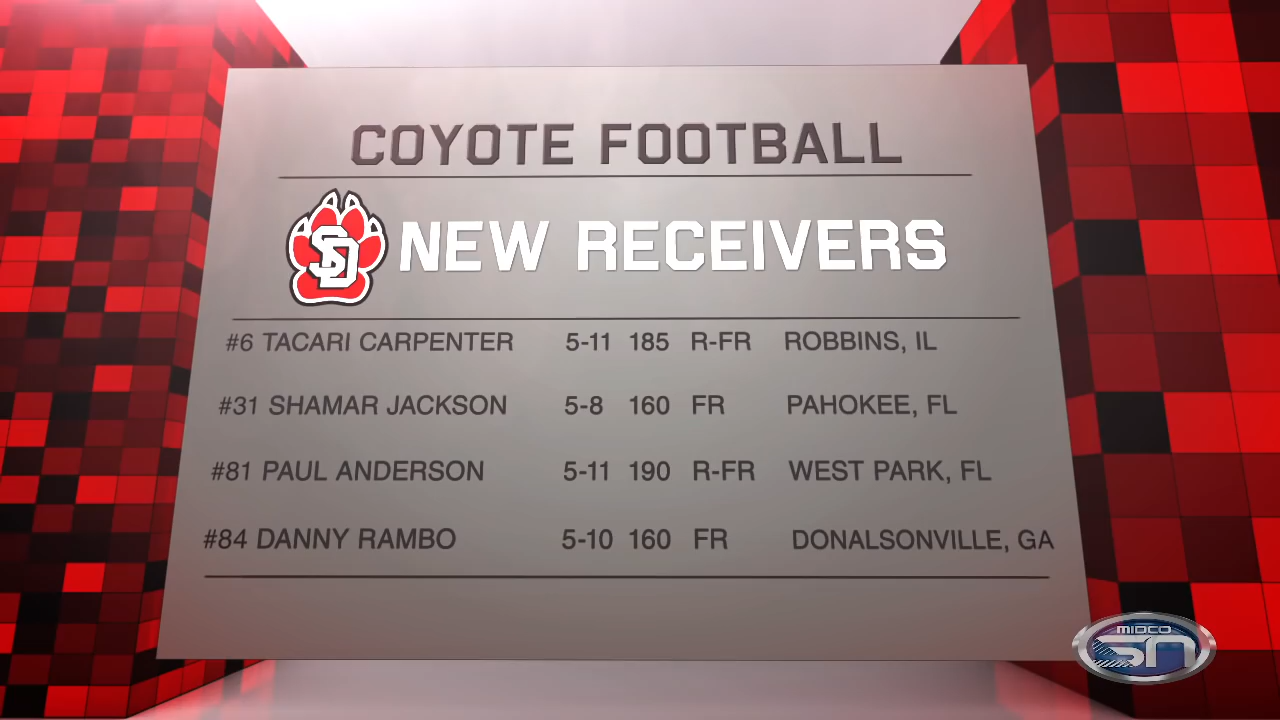 COYOTE FOOTBALL
SD NEW RECEIVERS
#6 TACARI CARPENTER 5-11 185 R-FR ROBBINS, IL
#31 SHAMAR JACKSON 5-8 160 FR PAHOKEE, FL
#81 PAUL ANDERSON 5-11 190 R-FR WEST PARK, FL
#84 DANNY RAMBO 5-10 160 FR DONALSONVILLE, GA
MIDCO
SN